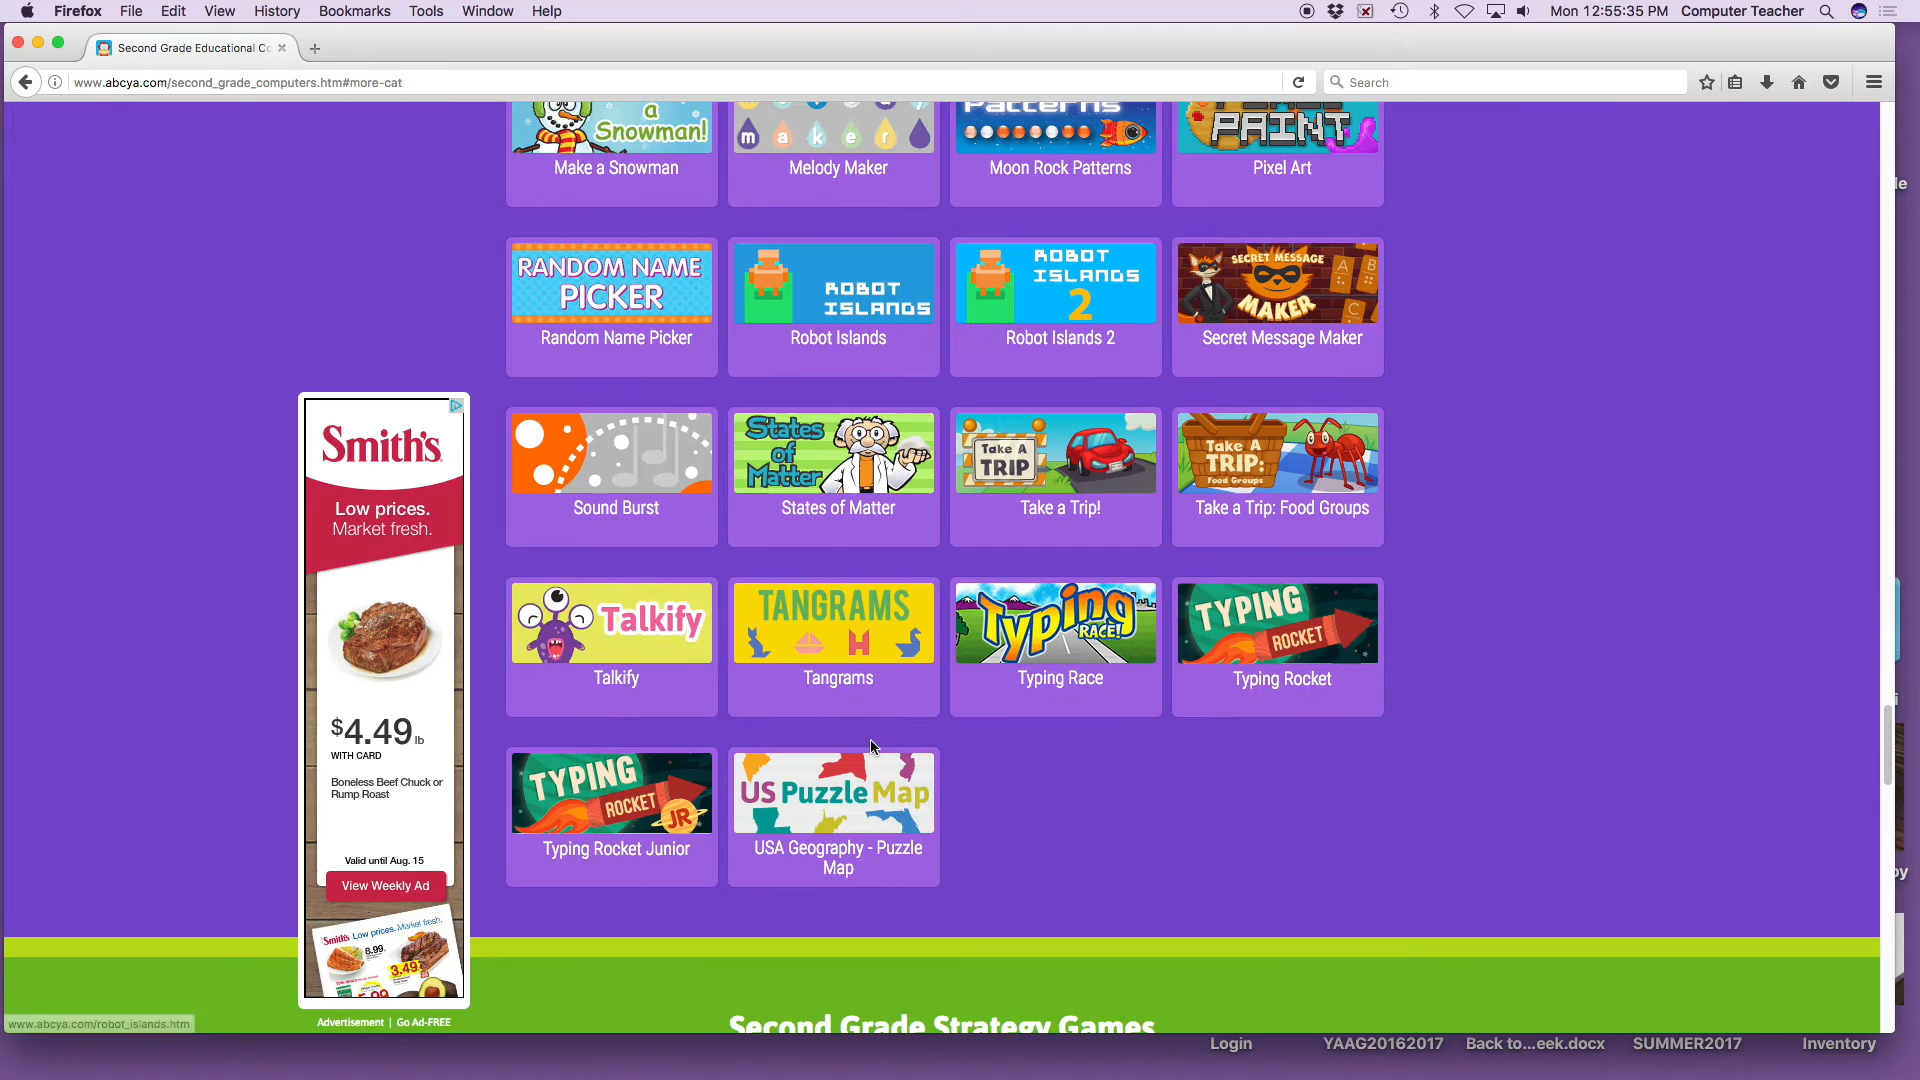 Firefox File Edit View History Bookmarks Tools Window Help
Mon 12:55:35 PM Computer Teacher
Second Grade Educational Co
www.abcya.com/second_grade_computers.htm#more-cat
Search
a
Snowman!
Make a Snowman
maker
Melody Maker
Patterns
Moon Rock Patterns
PAINT
Pixel Art
RANDOM NAME
PICKER
Random Name Picker
ROBOT
ISLANDS
Robot Islands
ROBOT
ISLANDS
2
Robot Islands 2
SECRET MESSAGE
MAKER
A
B
C
Secret Message Maker
Sound Burst
States
of
Matter
States of Matter
Take A
TRIP
Take a Trip!
Take A
TRIP:
Food Groups
Take a Trip: Food Groups
Talkify
Talkify
TANGRAMS
Tangrams
Typing
RACE!
Typing Race
TYPING
ROCKET
Typing Rocket
TYPING
ROCKET
JR
Typing Rocket Junior
US Puzzle Map
USA Geography - Puzzle
Map
Smith's
Low prices.
Market fresh.
$4.49 lb
WITH CARD
Boneless Beef Chuck or
Rump Roast
Valid until Aug. 15
View Weekly Ad
Smith's Low prices. Market fresh.
8.99
3.49
5.99
Advertisement | Go Ad-FREE
www.abcya.com/robot_islands.htm
Second Grade Strategy Games
Login YAAG20162017 Back to...eek.docx SUMMER2017 Inventory